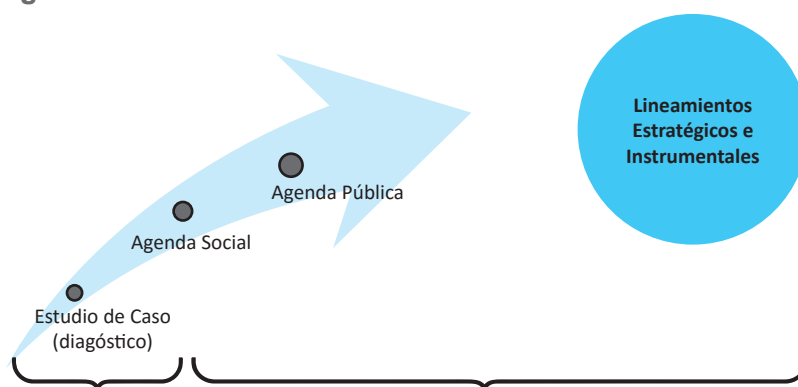 Lineamientos
Estratégicos e
Instrumentales
Agenda Pública
Agenda Social
Estudio de Caso
(diagóstico)